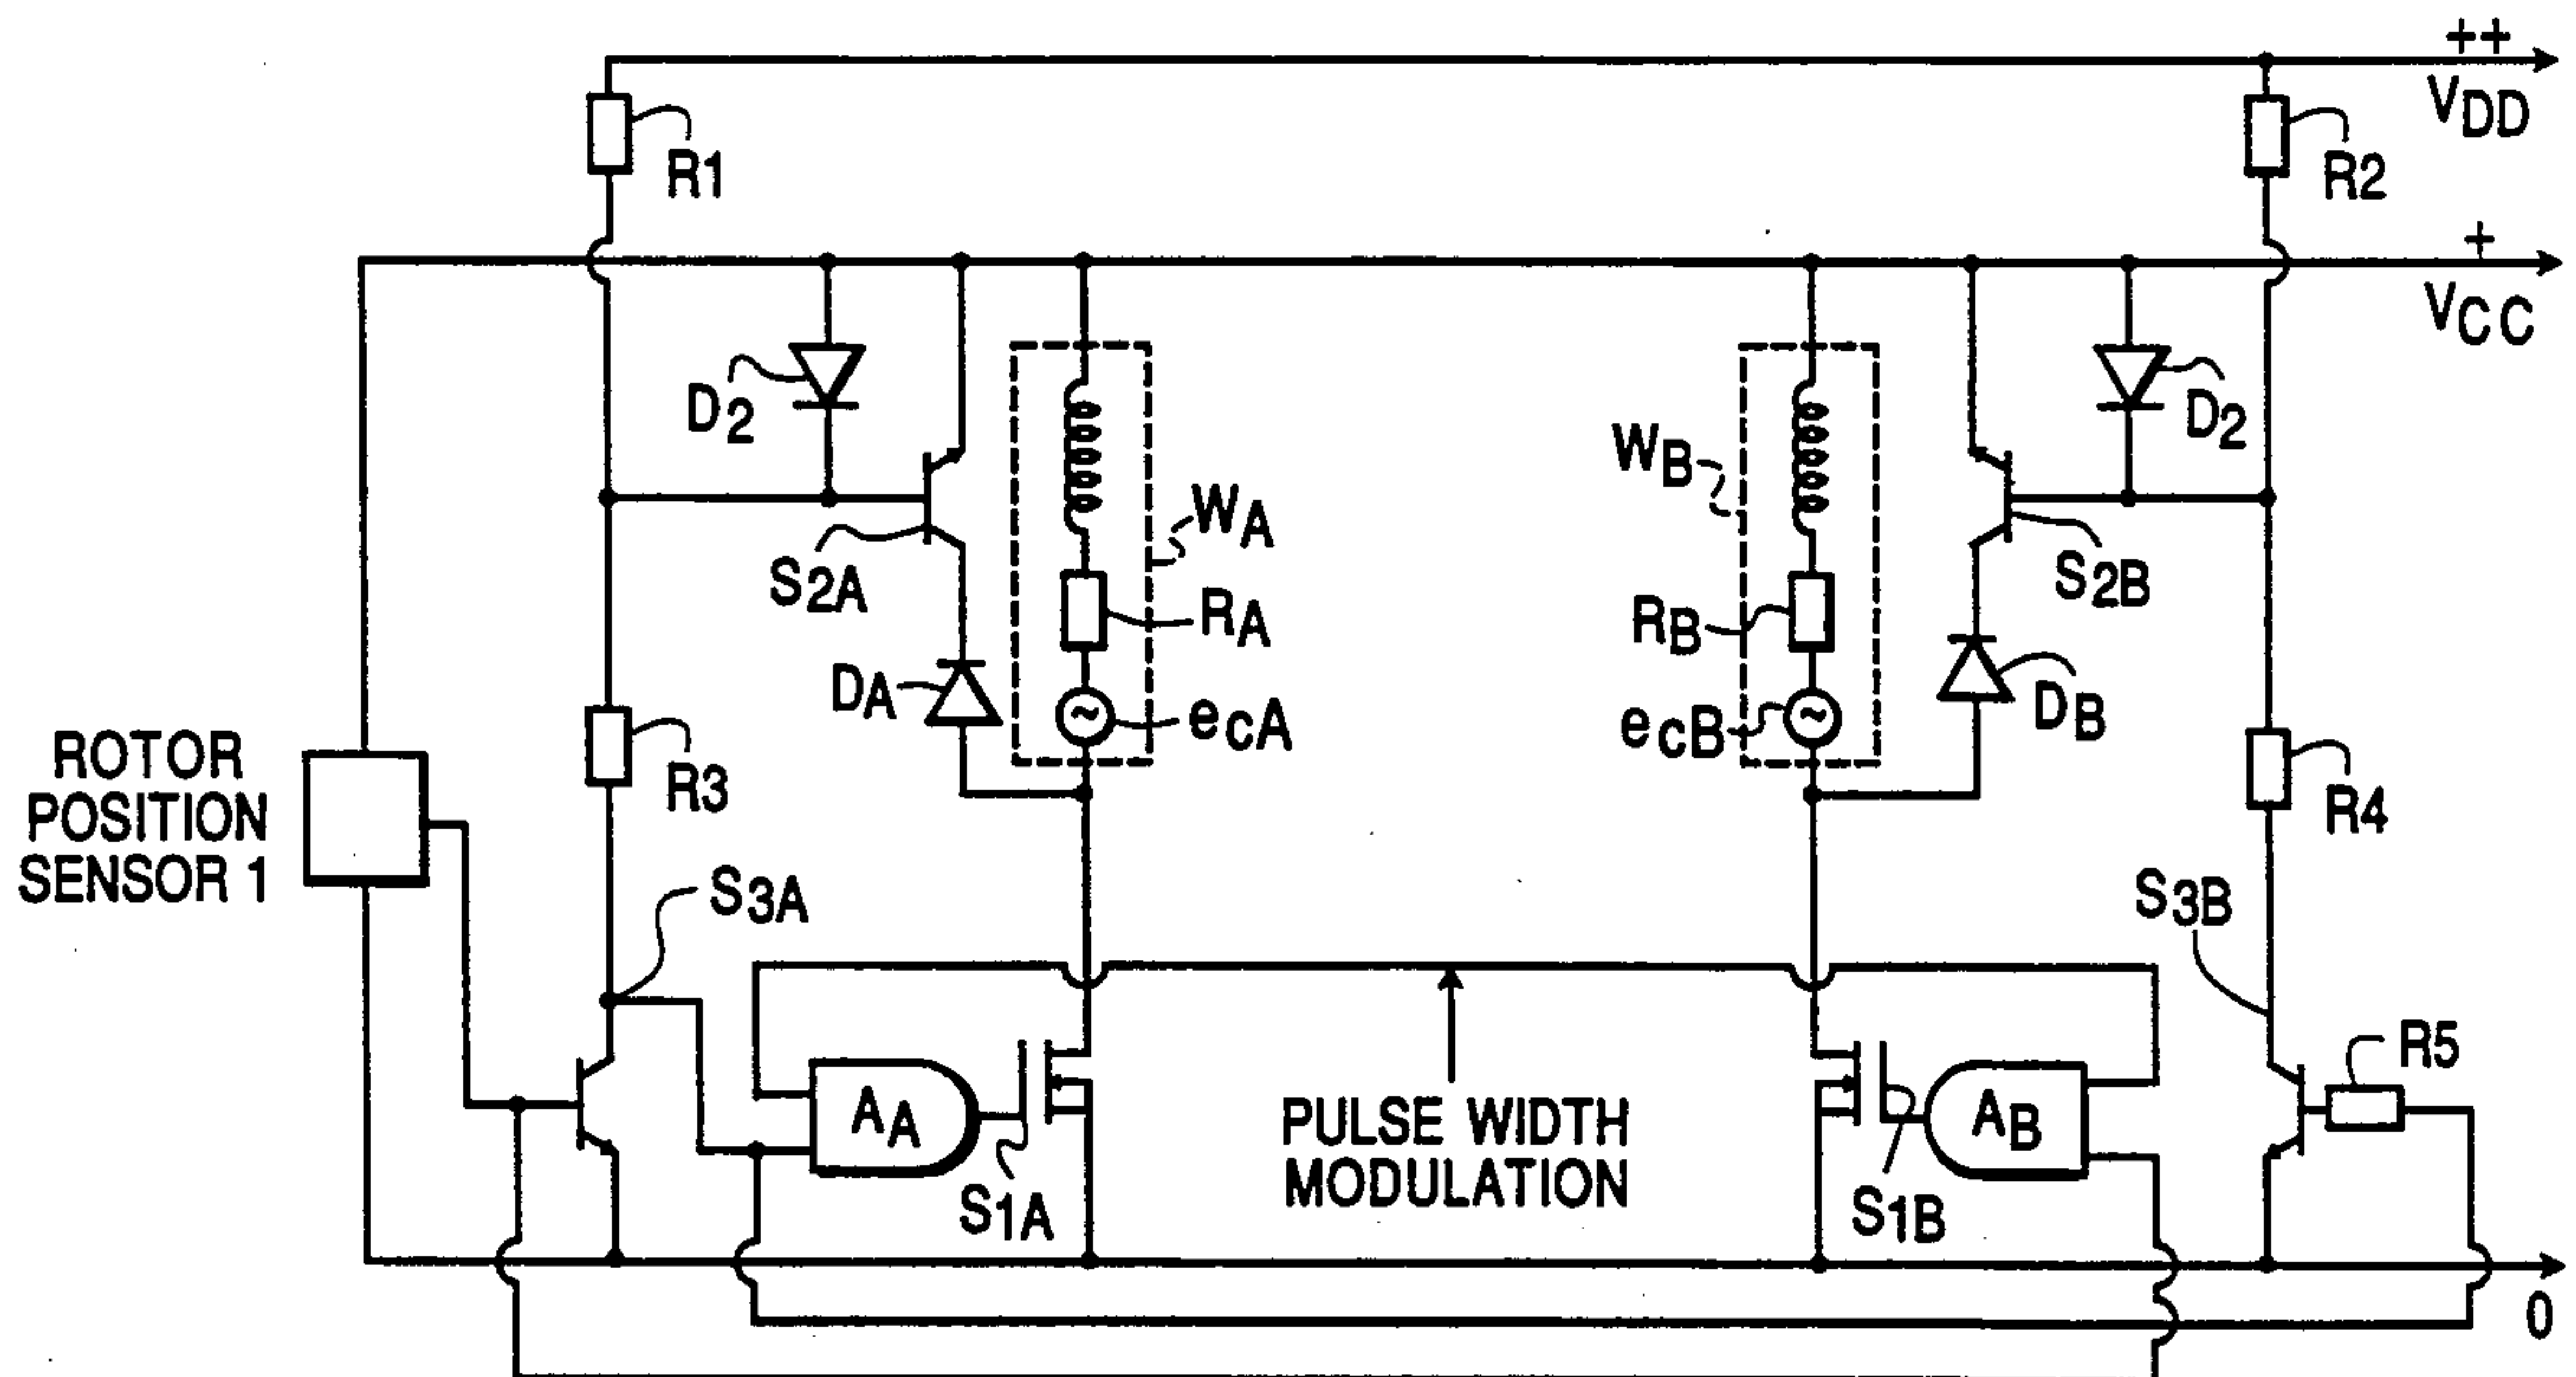 ++
VDD
R1
R2
+
VCC
D2
D2
WA
WB
S2A
S2B
RA
RB
DA
DB
ecA
ecB
ROTOR
POSITION
SENSOR 1
R3
R4
S3A
S3B
R5
AA
AB
PULSE WIDTH
MODULATION
S1A
S1B
0